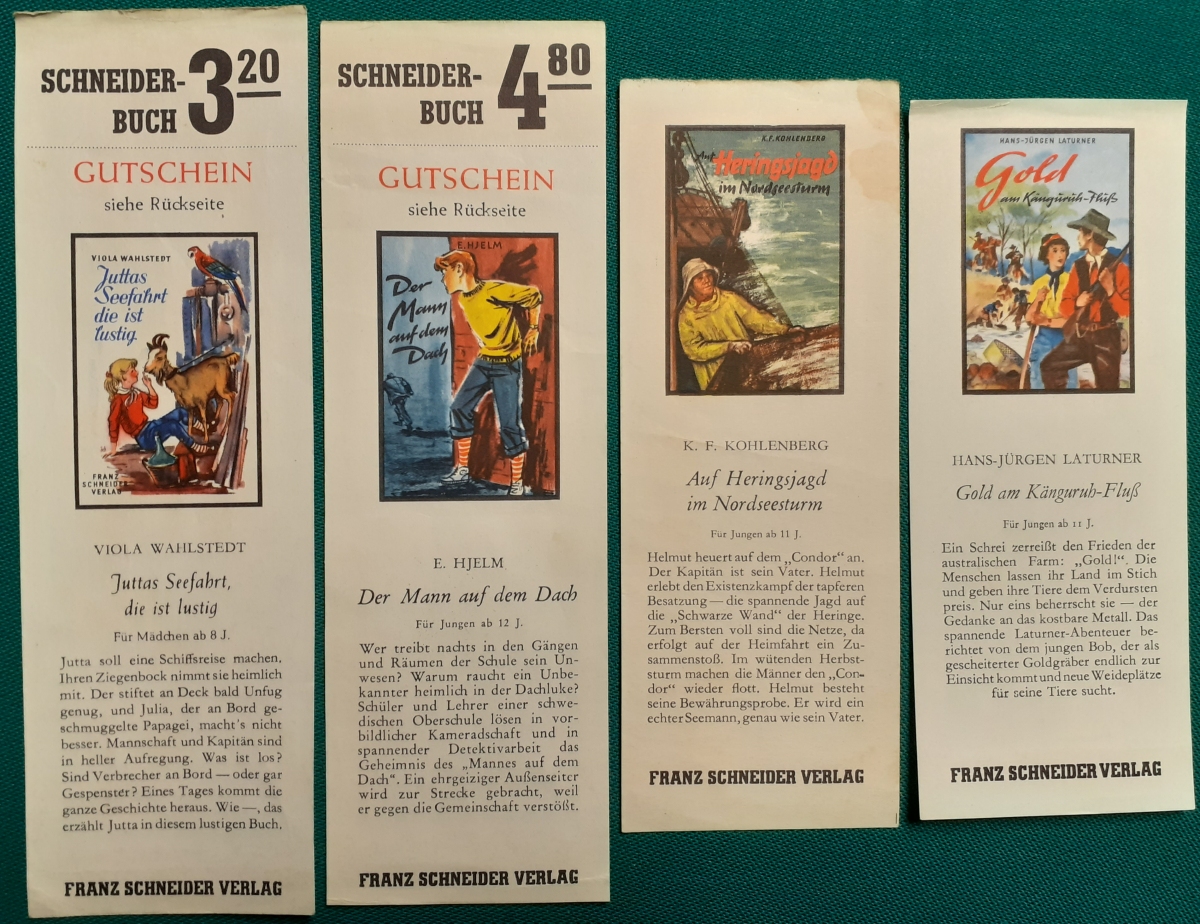 SCHNEIDER-
BUCH 3 20
GUTSCHEIN
siehe Rückseite
VIOLA WAHLSTEDT
Juttas
Seefahrt
die ist
lustig
FRANZ
SCHNEIDER
VERLAG
VIOLA WAHLSTEDT
Juttas Seefahrt,
die ist lustig
Für Mädchen ab 8 J.
Jutta soll eine Schiffsreise machen.
Ihren Ziegenbock nimmt sie heimlich
mit. Der stiftet an Deck bald Unfug
genug, und Julia, der an Bord ge-
schmuggelte Papagei, macht's nicht
besser. Mannschaft und Kapitän sind
in heller Aufregung. Was ist los?
Sind Verbrecher an Bord — oder gar
Gespenster? Eines Tages kommt die
ganze Geschichte heraus. Wie —, das
erzählt Jutta in diesem lustigen Buch.
FRANZ SCHNEIDER VERLAG
SCHNEIDER-
BUCH 4 80
GUTSCHEIN
siehe Rückseite
E. HJELM
Der
Mann
auf dem
Dach
E. HJELM
Der Mann auf dem Dach
Für Jungen ab 12 J.
Wer treibt nachts in den Gängen
und Räumen der Schule sein Un-
wesen? Warum raucht ein Unbe-
kannter heimlich in der Dachluke?
Schüler und Lehrer einer schwe-
dischen Oberschule lösen in vor-
bildlicher Kameradschaft und in
spannender Detektivarbeit das
Geheimnis des „Mannes auf dem
Dach“. Ein ehrgeiziger Außenseiter
wird zur Strecke gebracht, weil
er gegen die Gemeinschaft verstößt.
FRANZ SCHNEIDER VERLAG
K. F. KOHLENBERG
Auf Heringsjagd
im Nordseesturm
K. F. KOHLENBERG
Auf Heringsjagd
im Nordseesturm
Für Jungen ab 11 J.
Helmut heuert auf dem „Condor“ an.
Der Kapitän ist sein Vater. Helmut
erlebt den Existenzkampf der tapferen
Besatzung — die spannende Jagd auf
die „Schwarze Wand“ der Heringe.
Zum Bersten voll sind die Netze, da
erfolgt auf der Heimfahrt ein Zu-
sammenstoß. Im wütenden Herbst-
sturm machen die Männer den „Con-
dor“ wieder flott. Helmut besteht
seine Bewährungsprobe. Er wird ein
echter Seemann, genau wie sein Vater.
FRANZ SCHNEIDER VERLAG
HANS-JÜRGEN LATURNER
Gold
am Känguruh-Fluß
HANS-JÜRGEN LATURNER
Gold am Känguruh-Fluß
Für Jungen ab 11 J.
Ein Schrei zerreißt den Frieden der
australischen Farm: „Gold!“. Die
Menschen lassen ihr Land im Stich
und geben ihre Tiere dem Verdursten
preis. Nur eins beherrscht sie — der
Gedanke an das kostbare Metall. Das
spannende Laturner-Abenteuer be-
richtet von dem jungen Bob, der als
gescheiterter Goldgräber endlich zur
Einsicht kommt und neue Weideplätze
für seine Tiere sucht.
FRANZ SCHNEIDER VERLAG